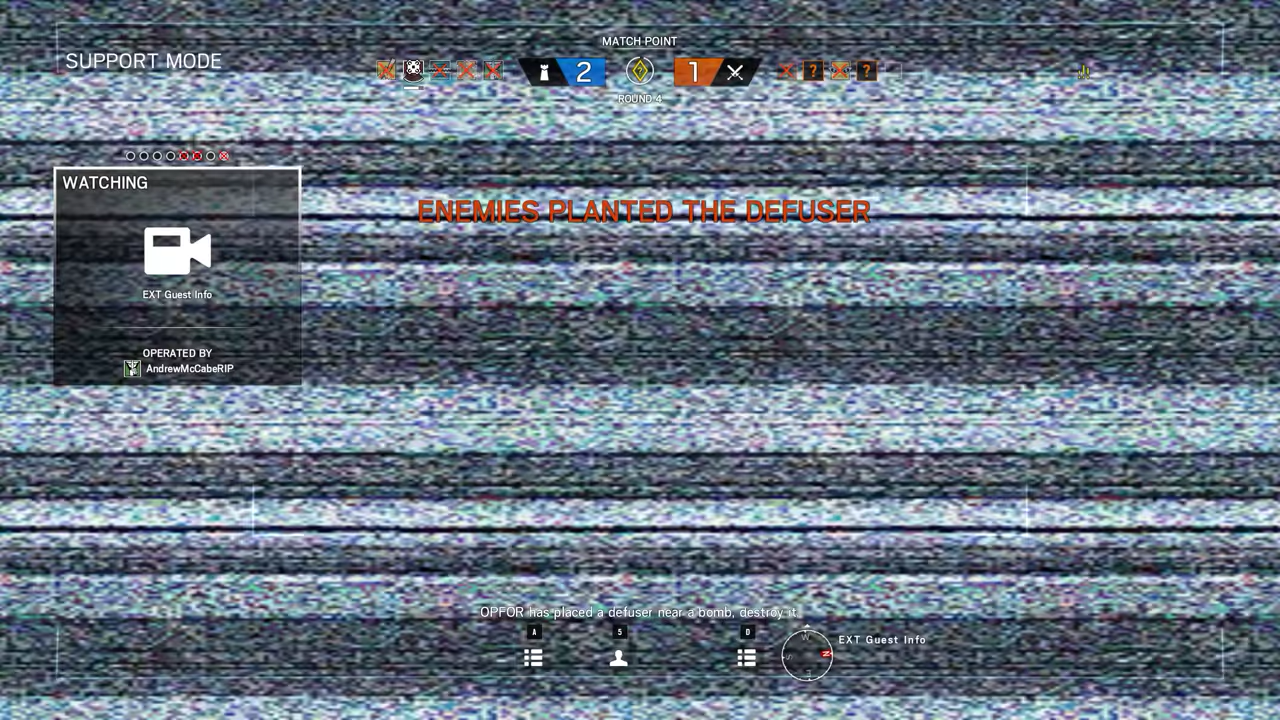 MATCH POINT
SUPPORT MODE
? ?
2 1
ROUND 4
WATCHING
ENEMIES PLANTED THE DEFUSER
EXT Guest Info
OPERATED BY
AndrewMcCabeRIP
OPFOR has placed a defuser near a bomb, destroy it
A 5 D
W
EXT Guest Info
S N